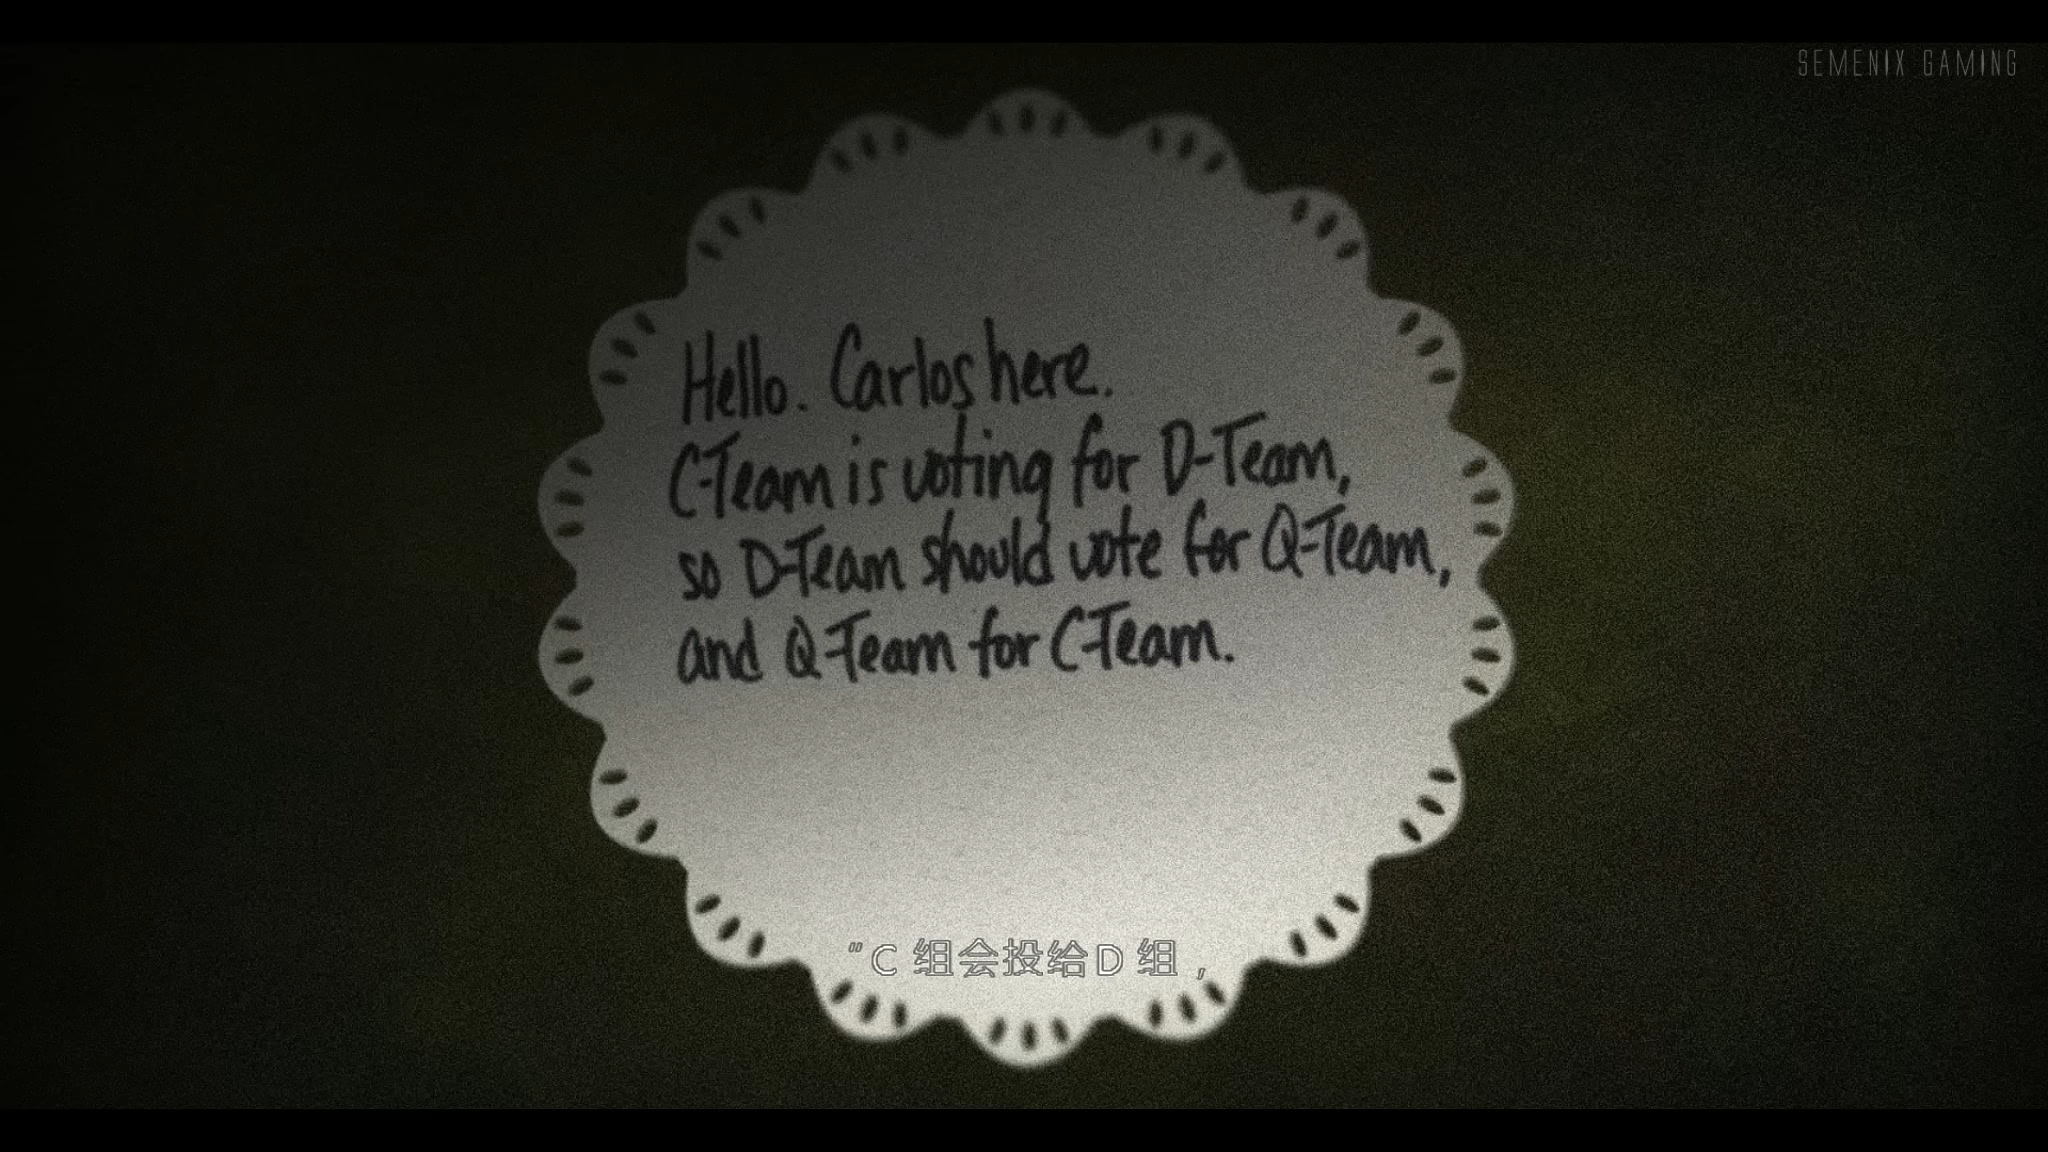 SEMENIX GAMING
Hello. Carlos here.
C-Team is voting for D-Team,
so D-Team should vote for Q-Team,
and Q-Team for C-Team.
"C 组会投给D 组，